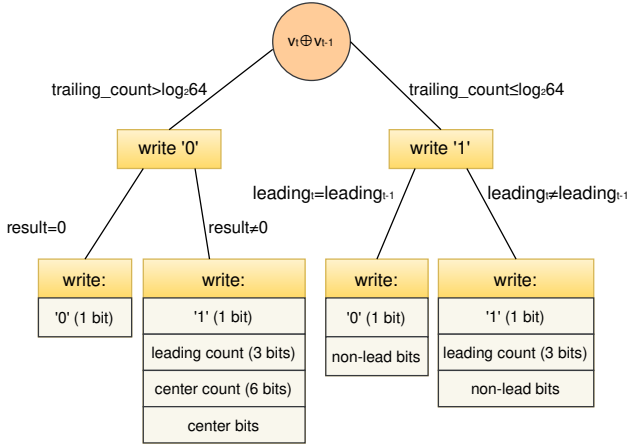 vₜ⊕vₜ₋₁
trailing_count>log₂64
trailing_count≤log₂64
write '0'
write '1'
result=0
result≠0
leadingₜ=leadingₜ₋₁
leadingₜ≠leadingₜ₋₁
write:
'0' (1 bit)
write:
'1' (1 bit)
leading count (3 bits)
center count (6 bits)
center bits
write:
'0' (1 bit)
non-lead bits
write:
'1' (1 bit)
leading count (3 bits)
non-lead bits